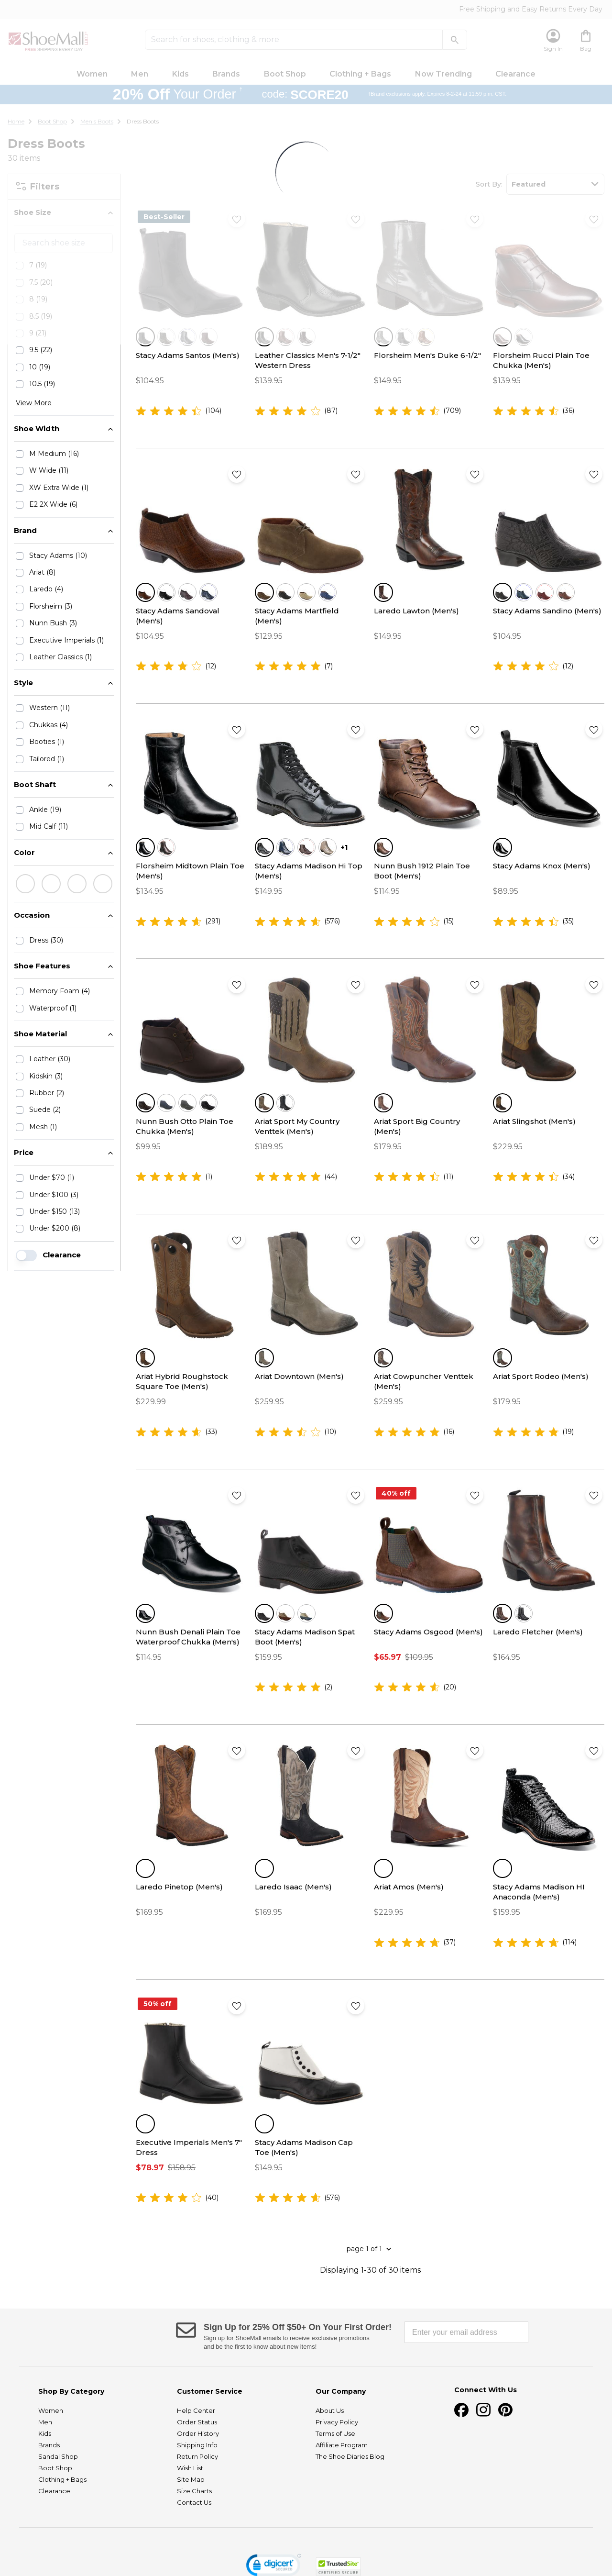 Free Shipping and Easy Returns Every Day
ShoeMall
FREE SHIPPING EVERY DAY
Search for shoes, clothing & more
Sign In
Bag
Women
Men
Kids
Brands
Boot Shop
Clothing + Bags
Now Trending
Clearance
20% Off Your Order
code: SCORE20
Home
Boot Shop
Men's Boots
Dress Boots
Dress Boots
30 items
Filters
Sort By:
Featured
Shoe Size
Search shoe size
7 (19)
7.5 (20)
8 (19)
8.5 (19)
9 (21)
9.5 (22)
10 (19)
10.5 (19)
View More
Shoe Width
M Medium (16)
W Wide (11)
XW Extra Wide (1)
E2 2X Wide (6)
Brand
Stacy Adams (10)
Ariat (8)
Laredo (4)
Florsheim (3)
Nunn Bush (3)
Executive Imperials (1)
Leather Classics (1)
Style
Western (11)
Chukkas (4)
Booties (1)
Tailored (1)
Boot Shaft
Ankle (19)
Mid Calf (11)
Color
Occasion
Dress (30)
Shoe Features
Memory Foam (4)
Waterproof (1)
Shoe Material
Leather (30)
Kidskin (3)
Rubber (2)
Suede (2)
Mesh (1)
Price
Under $70 (1)
Under $100 (3)
Under $150 (13)
Under $200 (8)
Clearance
Best-Seller
Stacy Adams Santos (Men's)
$104.95
(104)
Leather Classics Men's 7-1/2"
Western Dress
$139.95
(87)
Florsheim Men's Duke 6-1/2"
$149.95
(709)
Florsheim Rucci Plain Toe
Chukka (Men's)
$139.95
(36)
Stacy Adams Sandoval
(Men's)
$104.95
(12)
Stacy Adams Martfield
(Men's)
$129.95
(7)
Laredo Lawton (Men's)
$149.95
Stacy Adams Sandino (Men's)
$104.95
(12)
Florsheim Midtown Plain Toe
(Men's)
$134.95
(291)
+1
Stacy Adams Madison Hi Top
(Men's)
$149.95
(576)
Nunn Bush 1912 Plain Toe
Boot (Men's)
$114.95
(15)
Stacy Adams Knox (Men's)
$89.95
(35)
Nunn Bush Otto Plain Toe
Chukka (Men's)
$99.95
(1)
Ariat Sport My Country
Venttek (Men's)
$189.95
(44)
Ariat Sport Big Country
(Men's)
$179.95
(11)
Ariat Slingshot (Men's)
$229.95
(34)
Ariat Hybrid Roughstock
Square Toe (Men's)
$229.99
(33)
Ariat Downtown (Men's)
$259.95
(10)
Ariat Cowpuncher Venttek
(Men's)
$259.95
(16)
Ariat Sport Rodeo (Men's)
$179.95
(19)
Nunn Bush Denali Plain Toe
Waterproof Chukka (Men's)
$114.95
Stacy Adams Madison Spat
Boot (Men's)
$159.95
(2)
40% off
Stacy Adams Osgood (Men's)
$65.97 $109.95
(20)
Laredo Fletcher (Men's)
$164.95
Laredo Pinetop (Men's)
$169.95
Laredo Isaac (Men's)
$169.95
Ariat Amos (Men's)
$229.95
(37)
Stacy Adams Madison HI
Anaconda (Men's)
$159.95
(114)
50% off
Executive Imperials Men's 7"
Dress
$78.97 $158.95
(40)
Stacy Adams Madison Cap
Toe (Men's)
$149.95
(576)
page 1 of 1
Displaying 1-30 of 30 items
Sign Up for 25% Off $50+ On Your First Order!
Sign up for ShoeMall emails to receive exclusive promotions
and be the first to know about new items!
Enter your email address
Shop By Category
Women
Men
Kids
Brands
Sandal Shop
Boot Shop
Clothing + Bags
Clearance
Customer Service
Help Center
Order Status
Order History
Shipping Info
Return Policy
Wish List
Site Map
Size Charts
Contact Us
Our Company
About Us
Privacy Policy
Terms of Use
Affiliate Program
The Shoe Diaries Blog
Connect With Us
digicert
SECURED
TrustedSite
CERTIFIED SECURE